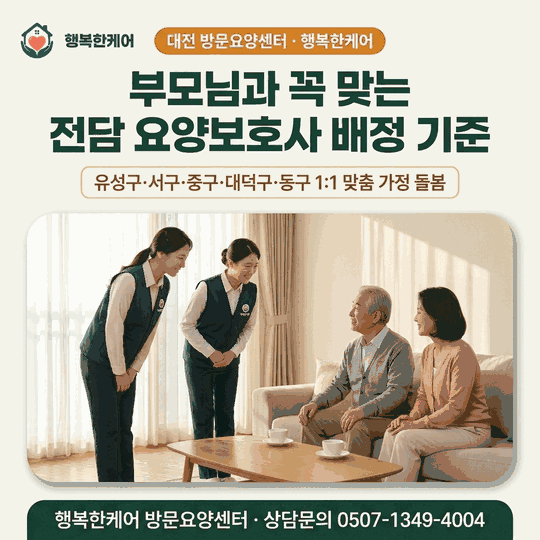 행복한케어
대전 방문요양센터 · 행복한케어
부모님과 꼭 맞는
전담 요양보호사 배정 기준
유성구·서구·중구·대덕구·동구 1:1 맞춤 가정 돌봄
행복한케어 방문요양센터 · 상담문의 0507-1349-4004